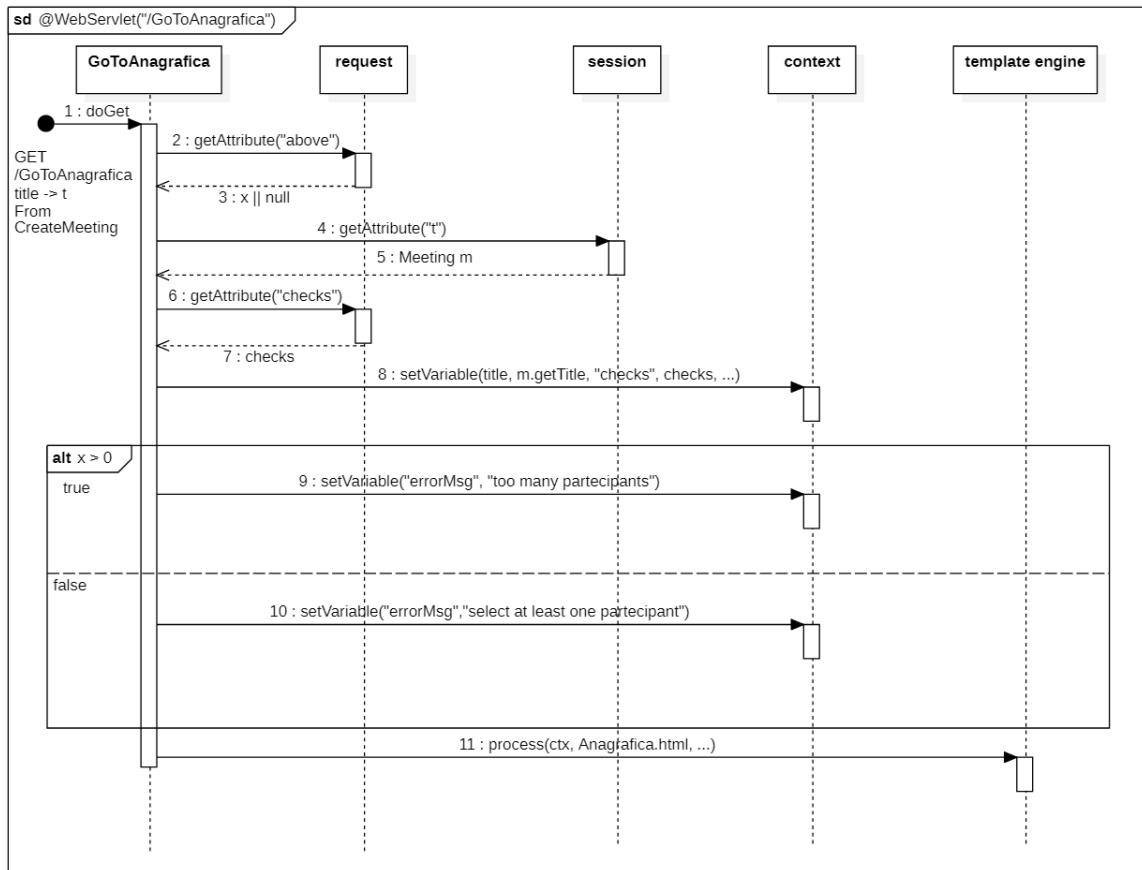 sd @WebServlet("/GoToAnagrafica")
GoToAnagrafica
request
session
context
template engine
1 : doGet
GET
/GoToAnagrafica
title -> t
From
CreateMeeting
2 : getAttribute("above")
3 : x || null
4 : getAttribute("t")
5 : Meeting m
6 : getAttribute("checks")
7 : checks
8 : setVariable(title, m.getTitle, "checks", checks, ...)
alt x > 0
true
9 : setVariable("errorMsg", "too many partecipants")
false
10 : setVariable("errorMsg","select at least one partecipant")
11 : process(ctx, Anagrafica.html, ...)